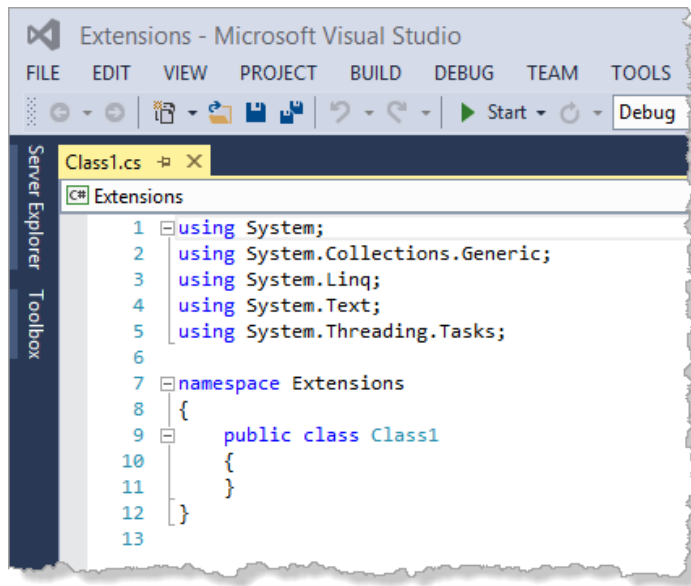 Extensions - Microsoft Visual Studio
FILE EDIT VIEW PROJECT BUILD DEBUG TEAM TOOLS
Start Debug
Server Explorer
Toolbox
Class1.cs
C# Extensions
1 using System;
2 using System.Collections.Generic;
3 using System.Linq;
4 using System.Text;
5 using System.Threading.Tasks;
6
7 namespace Extensions
8 {
9 public class Class1
10 {
11 }
12 }
13